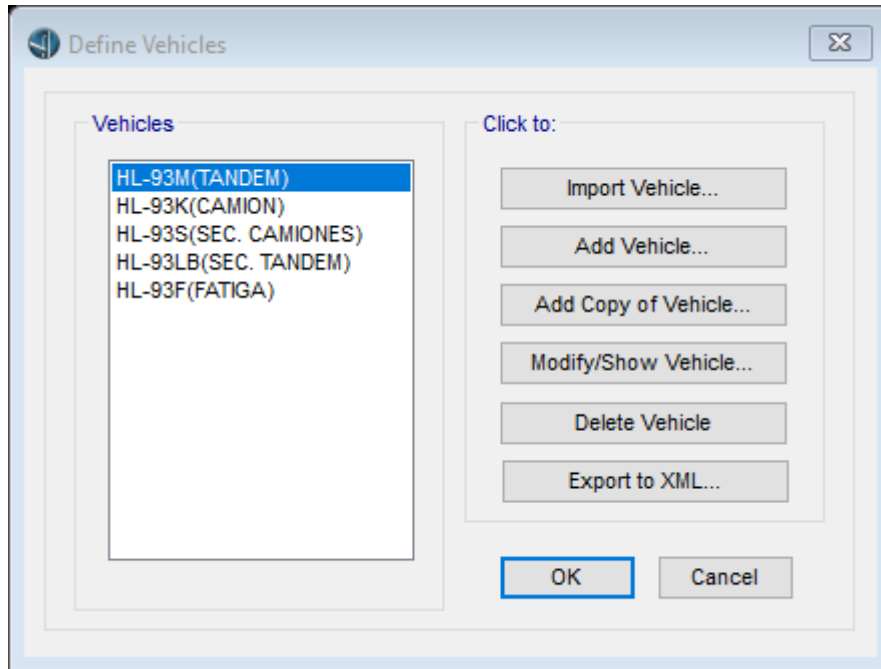 Define Vehicles
Vehicles
HL-93M(TANDEM)
HL-93K(CAMION)
HL-93S(SEC. CAMIONES)
HL-93LB(SEC. TANDEM)
HL-93F(FATIGA)
Click to:
Import Vehicle...
Add Vehicle...
Add Copy of Vehicle...
Modify/Show Vehicle...
Delete Vehicle
Export to XML...
OK
Cancel